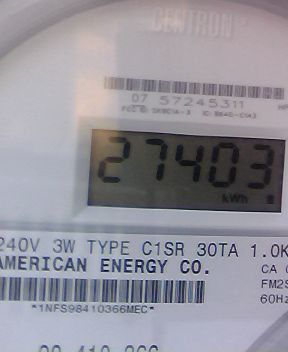 CENTRON
07 57245311
27403
kWh
240V 3W TYPE C1SR 30TA 1.0K
AMERICAN ENERGY CO.
CA
FM2S
60Hz
*1NFS98410366MEC*